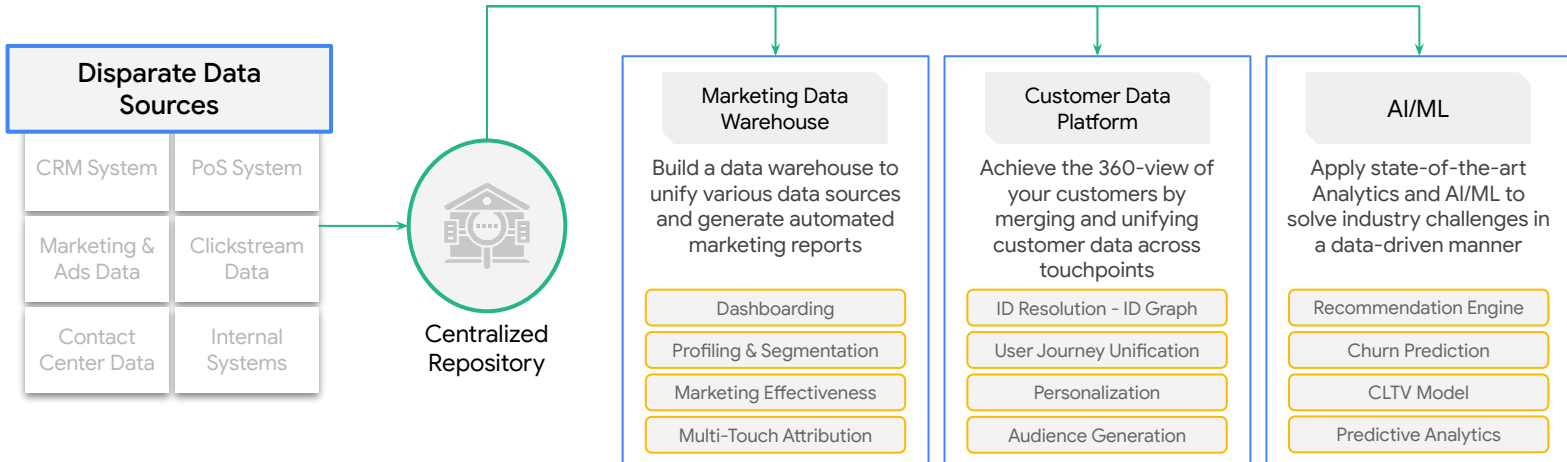 Disparate Data
Sources
CRM System
PoS System
Marketing &
Ads Data
Clickstream
Data
Contact
Center Data
Internal
Systems
Centralized
Repository
Marketing Data
Warehouse
Build a data warehouse to
unify various data sources
and generate automated
marketing reports
Dashboarding
Profiling & Segmentation
Marketing Effectiveness
Multi-Touch Attribution
Customer Data
Platform
Achieve the 360-view of
your customers by
merging and unifying
customer data across
touchpoints
ID Resolution - ID Graph
User Journey Unification
Personalization
Audience Generation
AI/ML
Apply state-of-the-art
Analytics and AI/ML to
solve industry challenges in
a data-driven manner
Recommendation Engine
Churn Prediction
CLTV Model
Predictive Analytics